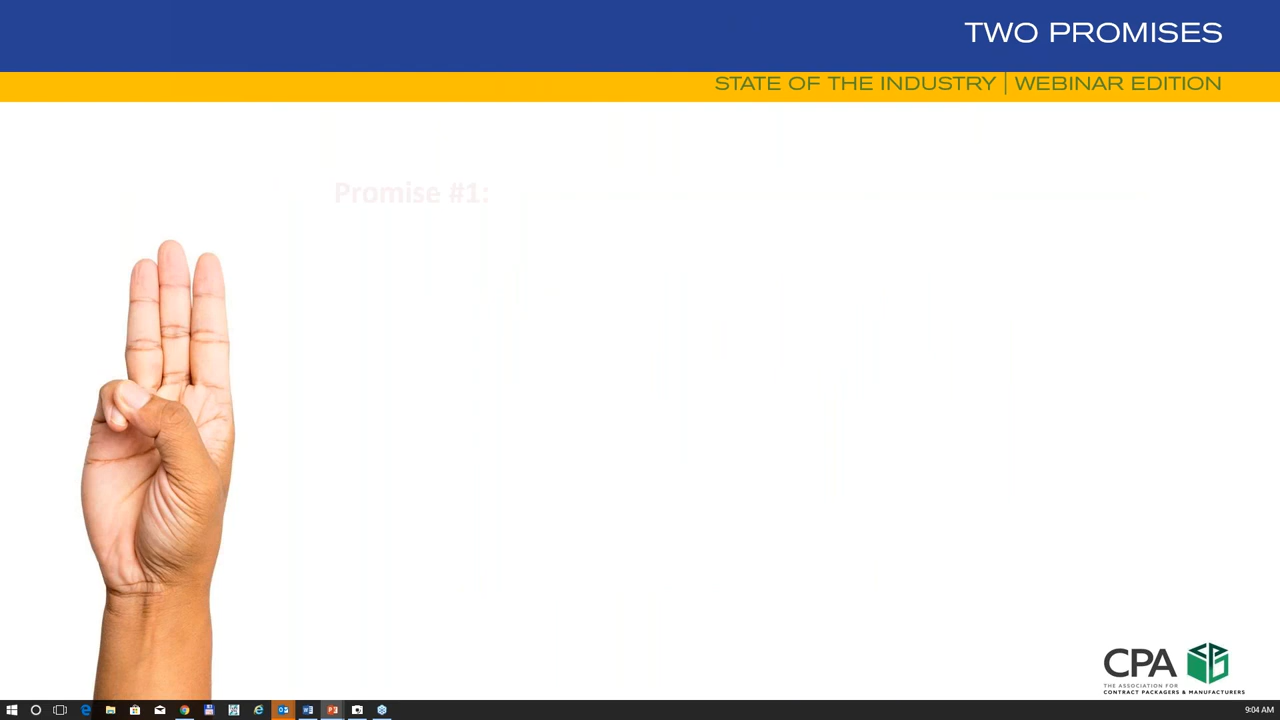 TWO PROMISES
STATE OF THE INDUSTRY | WEBINAR EDITION
Promise #1:
CPA
THE ASSOCIATION FOR
CONTRACT PACKAGERS & MANUFACTURERS
9:04 AM